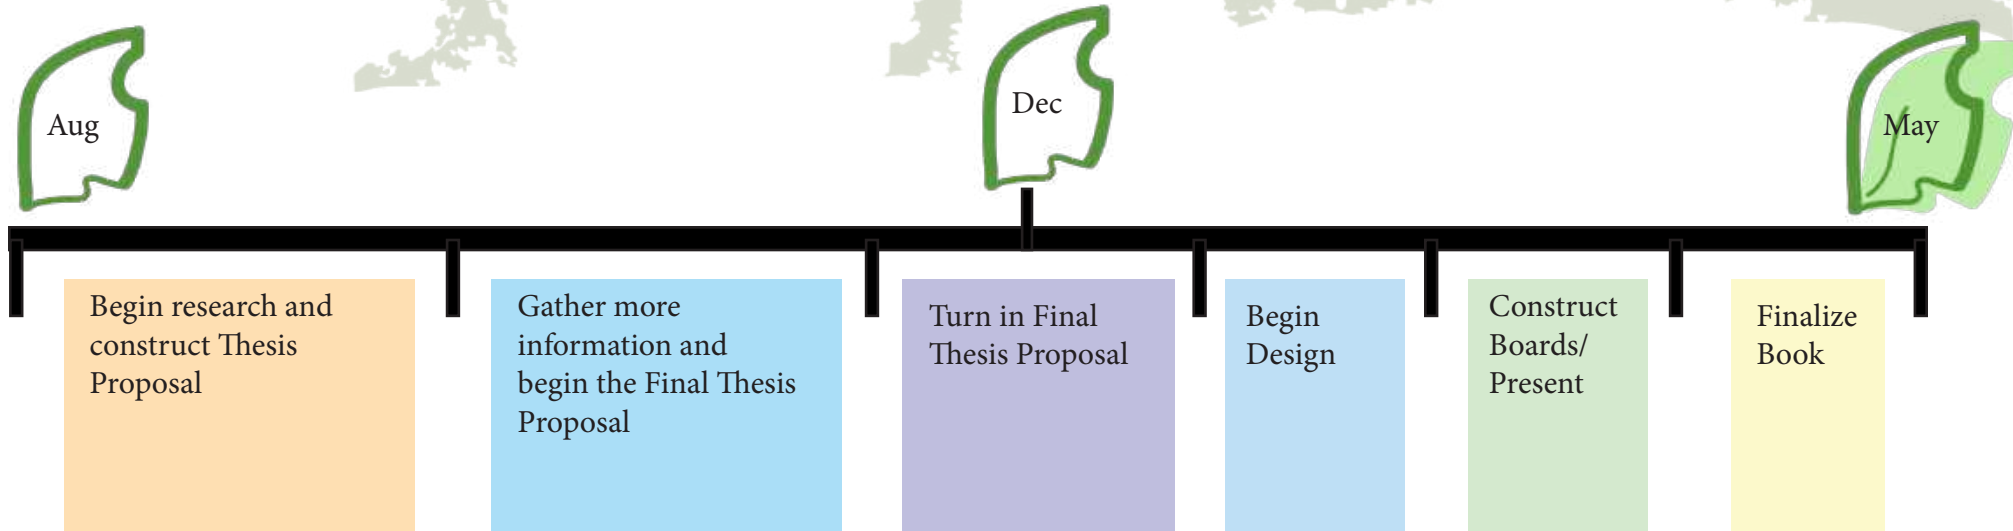 Aug
Dec
May
Begin research and
construct Thesis
Proposal
Gather more
information and
begin the Final Thesis
Proposal
Turn in Final
Thesis Proposal
Begin
Design
Construct
Boards/
Present
Finalize
Book